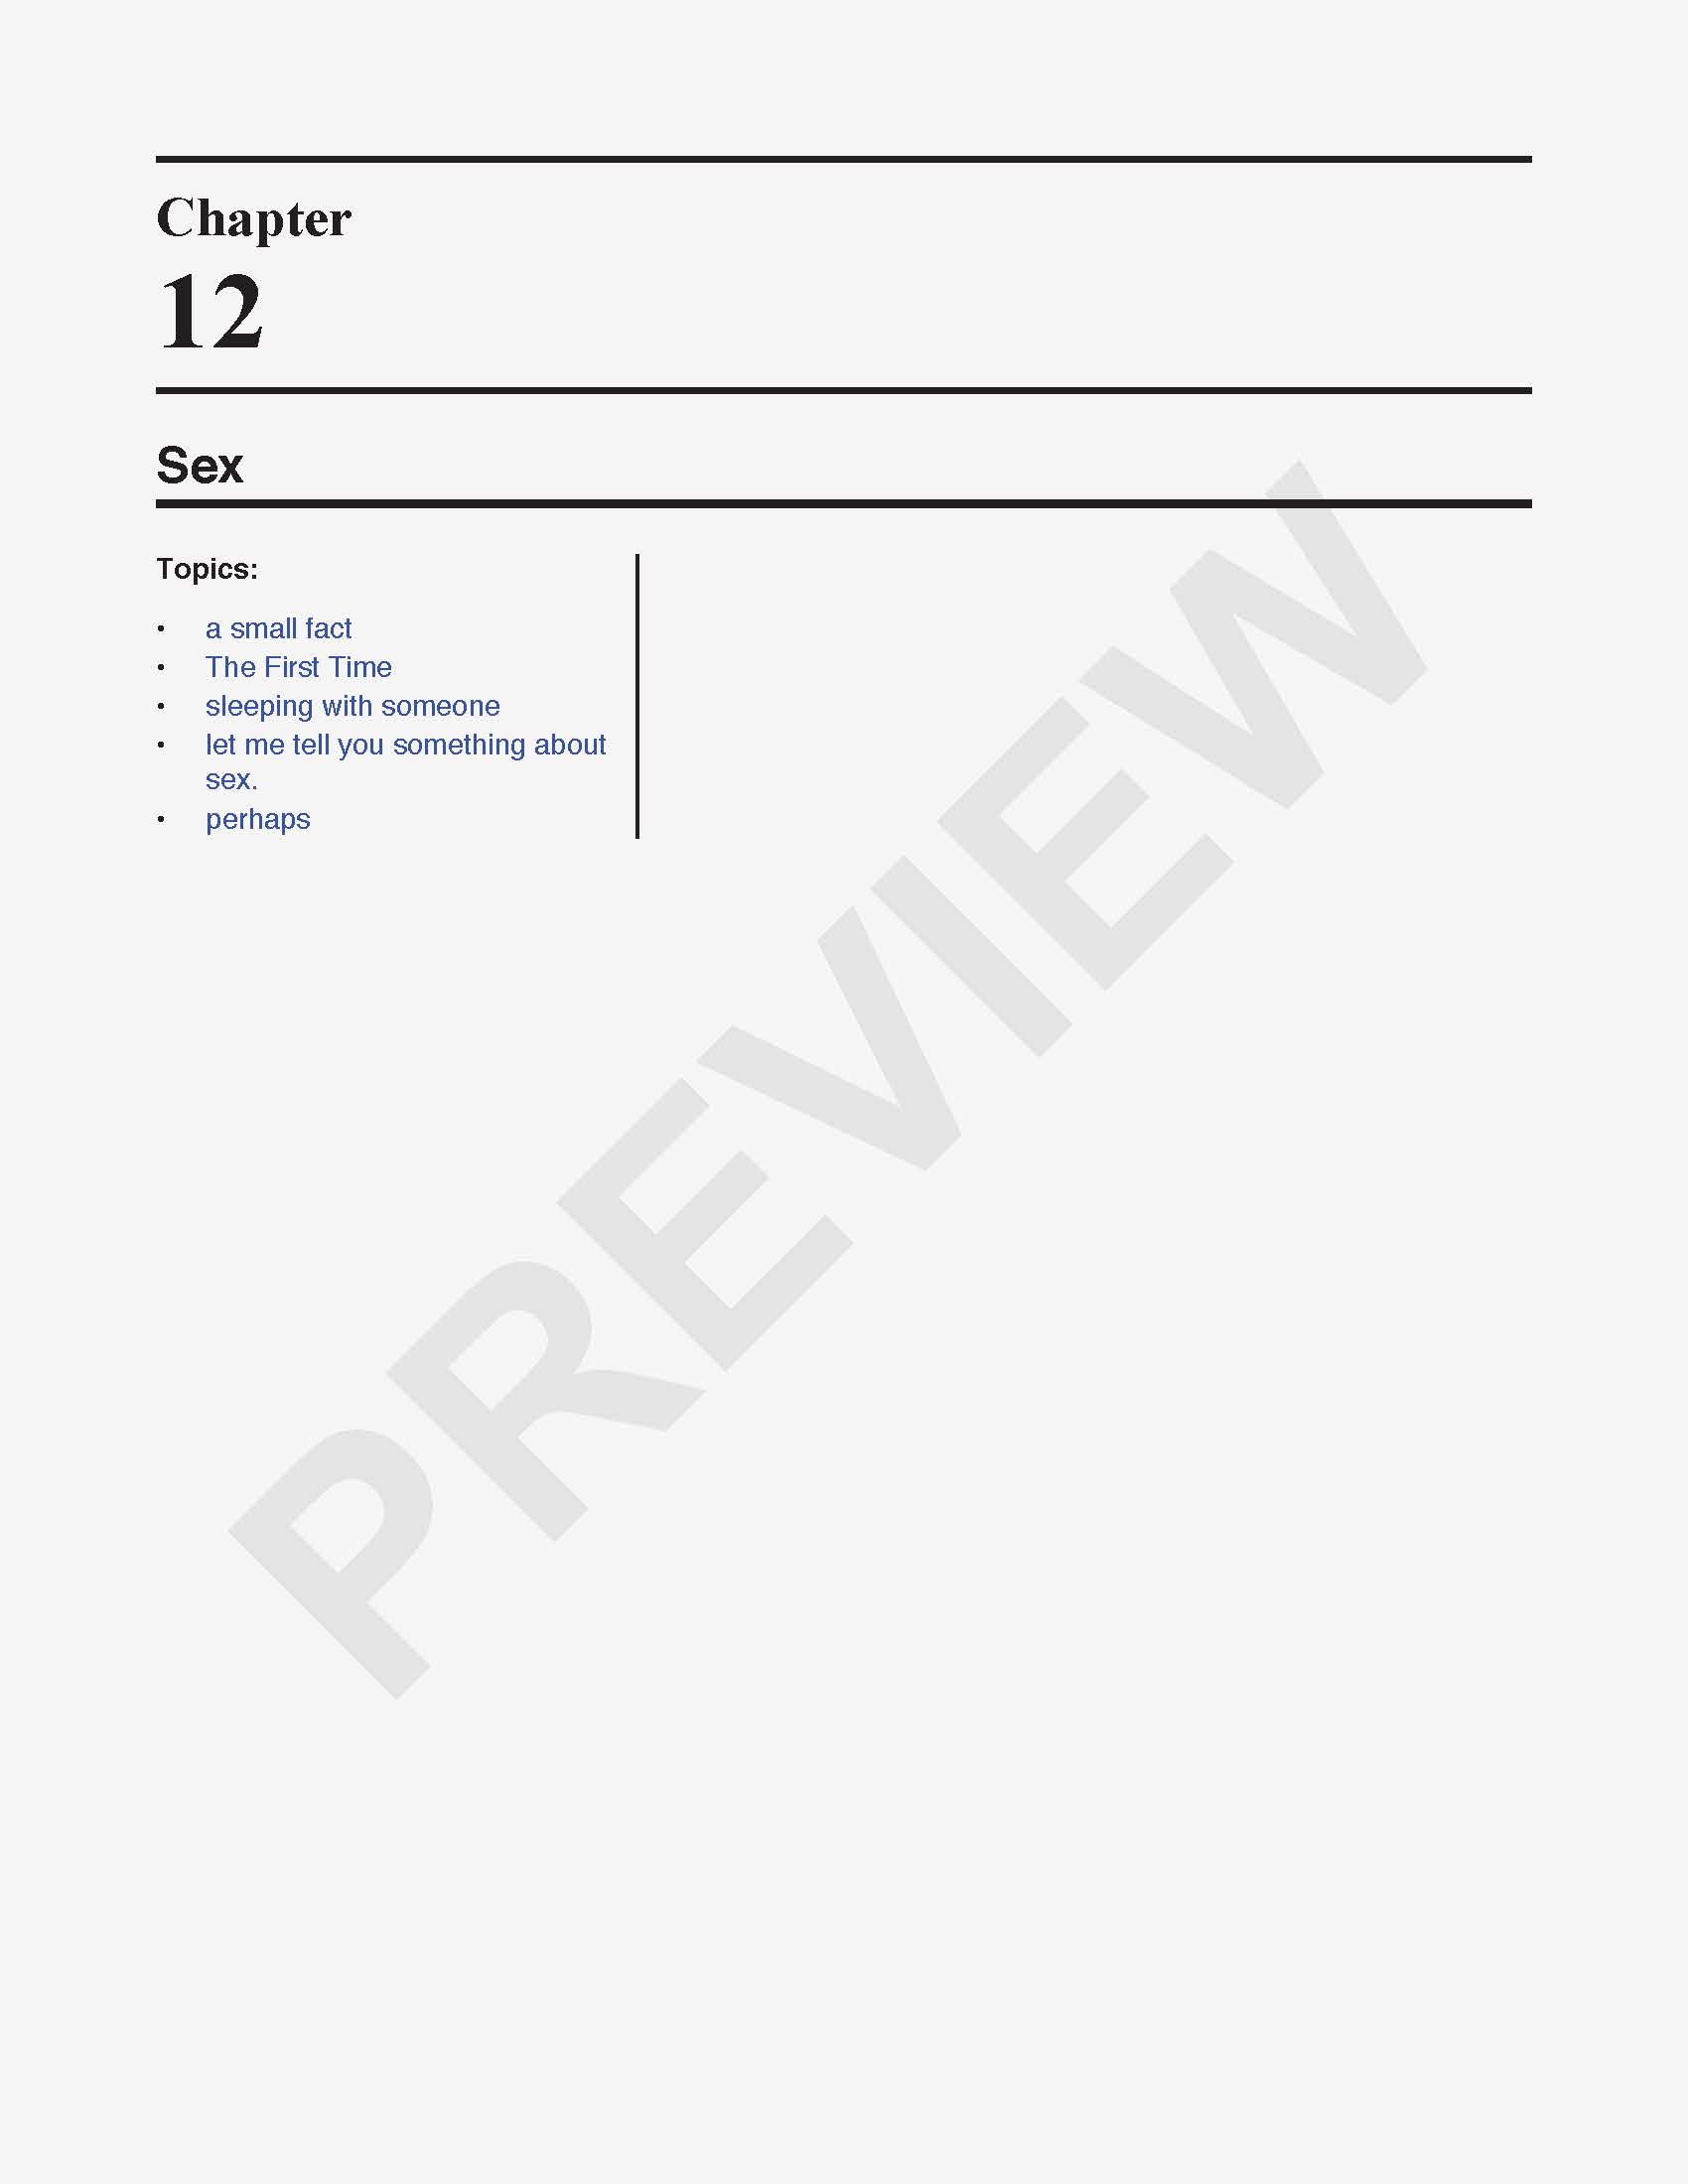 Chapter
12
Sex
Topics:
• a small fact
• The First Time
• sleeping with someone
• let me tell you something about
sex.
• perhaps
PREVIEW